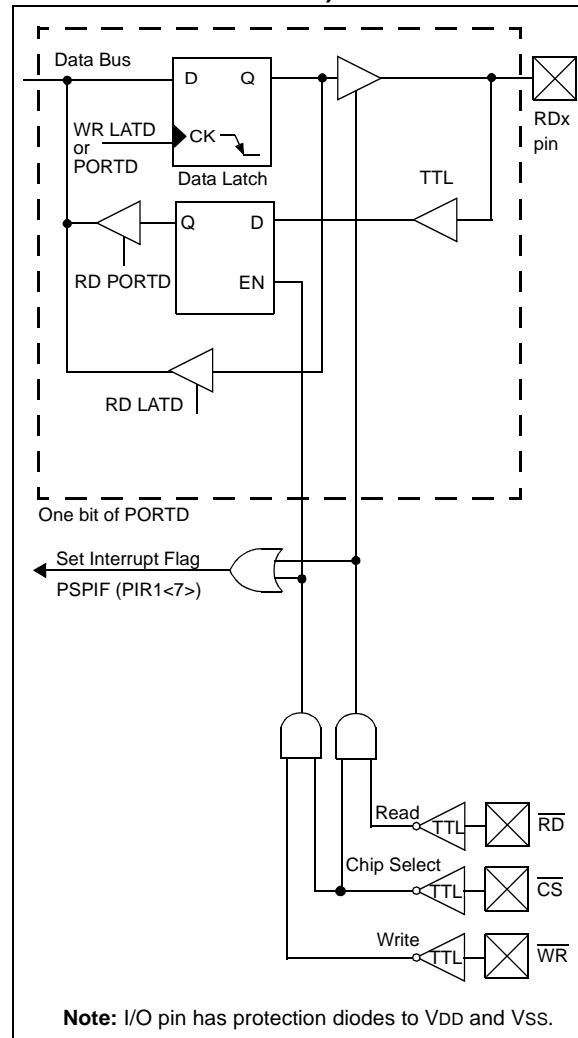 Data Bus
D Q
RDx
pin
WR LATD
or
PORTD
CK
Data Latch
TTL
Q D
RD PORTD
EN
RD LATD
One bit of PORTD
Set Interrupt Flag
PSPIF (PIR1<7>)
Read
TTL
RD
Chip Select
TTL
CS
Write
TTL
WR
Note: I/O pin has protection diodes to VDD and VSS.